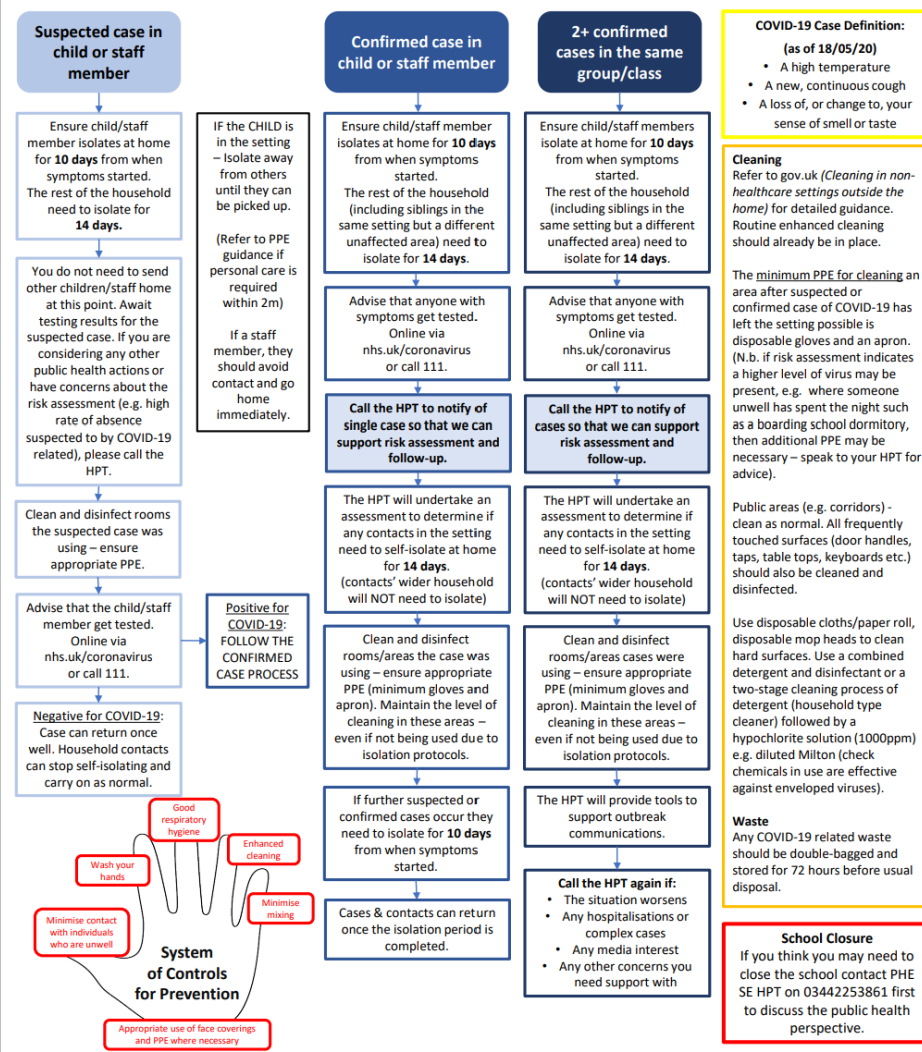 Suspected case in
child or staff
member
Ensure child/staff
member isolates at home
for 10 days from when
symptoms started.
The rest of the household
need to isolate for
14 days.
You do not need to send
other children/staff home
at this point. Await
testing results for the
suspected case. If you are
considering any other
public health actions or
have concerns about the
risk assessment (e.g. high
rate of absence
suspected to by COVID-19
related), please call the
HPT.
Clean and disinfect rooms
the suspected case was
using – ensure
appropriate PPE.
Advise that the child/staff
member get tested.
Online via
nhs.uk/coronavirus
or call 111.
Negative for COVID-19:
Case can return once
well. Household contacts
can stop self-isolating and
carry on as normal.
IF the CHILD is
in the setting
– Isolate away
from others
until they can
be picked up.
(Refer to PPE
guidance if
personal care is
required
within 2m)
If a staff
member, they
should avoid
contact and go
home
immediately.
Positive for
COVID-19:
FOLLOW THE
CONFIRMED
CASE PROCESS
Confirmed case in
child or staff member
Ensure child/staff member
isolates at home for 10 days
from when symptoms
started.
The rest of the household
(including siblings in the
same setting but a different
unaffected area) need to
isolate for 14 days.
Advise that anyone with
symptoms get tested.
Online via
nhs.uk/coronavirus
or call 111.
Call the HPT to notify of
single case so that we can
support risk assessment and
follow-up.
The HPT will undertake an
assessment to determine if
any contacts in the setting
need to self-isolate at home
for 14 days.
(contacts' wider household
will NOT need to isolate)
Clean and disinfect
rooms/areas the case was
using – ensure appropriate
PPE (minimum gloves and
apron). Maintain the level of
cleaning in these areas –
even if not being used due to
isolation protocols.
If further suspected or
confirmed cases occur they
need to isolate for 10 days
from when symptoms
started.
Cases & contacts can return
once the isolation period is
completed.
2+ confirmed
cases in the same
group/class
Ensure child/staff members
isolate at home for 10 days
from when symptoms
started.
The rest of the household
(including siblings in the
same setting but a different
unaffected area) need to
isolate for 14 days.
Advise that anyone with
symptoms get tested.
Online via
nhs.uk/coronavirus
or call 111.
Call the HPT to notify of
cases so that we can support
risk assessment and
follow-up.
The HPT will undertake an
assessment to determine if
any contacts in the setting
need to self-isolate at home
for 14 days.
(contacts' wider household
will NOT need to isolate)
Clean and disinfect
rooms/areas cases were
using – ensure appropriate
PPE (minimum gloves and
apron). Maintain the level of
cleaning in these areas –
even if not being used due to
isolation protocols.
The HPT will provide tools to
support outbreak
communications.
Call the HPT again if:
• The situation worsens
• Any hospitalisations or
complex cases
• Any media interest
• Any other concerns you
need support with
COVID-19 Case Definition:
(as of 18/05/20)
• A high temperature
• A new, continuous cough
• A loss of, or change to, your
sense of smell or taste
Cleaning
Refer to gov.uk (Cleaning in non-
healthcare settings outside the
home) for detailed guidance.
Routine enhanced cleaning
should already be in place.
The minimum PPE for cleaning an
area after suspected or
confirmed case of COVID-19 has
left the setting possible is
disposable gloves and an apron.
(N.b. if risk assessment indicates
a higher level of virus may be
present, e.g. where someone
unwell has spent the night such
as a boarding school dormitory,
then additional PPE may be
necessary – speak to your HPT for
advice).
Public areas (e.g. corridors) -
clean as normal. All frequently
touched surfaces (door handles,
taps, table tops, keyboards etc.)
should also be cleaned and
disinfected.
Use disposable cloths/paper roll,
disposable mop heads to clean
hard surfaces. Use a combined
detergent and disinfectant or a
two-stage cleaning process of
detergent (household type
cleaner) followed by a
hypochlorite solution (1000ppm)
e.g. diluted Milton (check
chemicals in use are effective
against enveloped viruses).
Waste
Any COVID-19 related waste
should be double-bagged and
stored for 72 hours before usual
disposal.
School Closure
If you think you may need to
close the school contact PHE
SE HPT on 03442253861 first
to discuss the public health
perspective.
Good
respiratory
hygiene
Enhanced
cleaning
Wash your
hands
Minimise
mixing
Minimise contact
with individuals
who are unwell
System
of Controls
for Prevention
Appropriate use of face coverings
and PPE where necessary